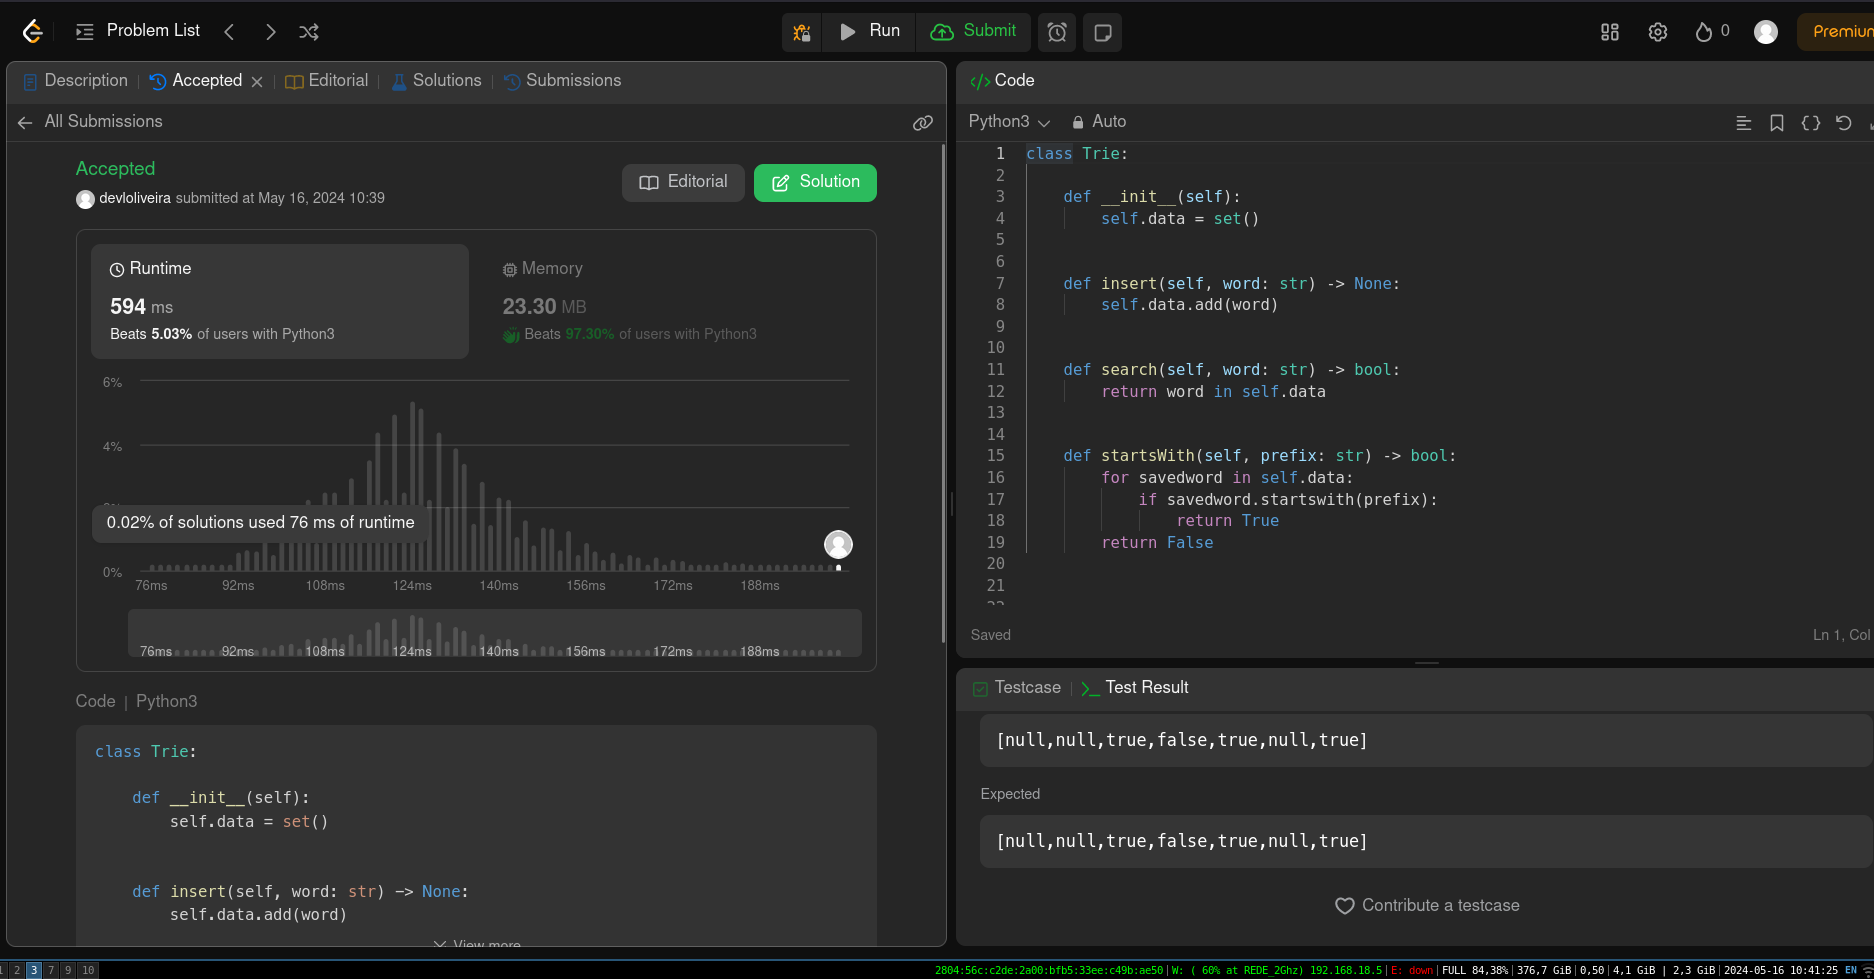 Problem List
Run
Submit
0
Premium
Description
Accepted
Editorial
Solutions
Submissions
All Submissions
Accepted
devloliveira submitted at May 16, 2024 10:39
Editorial
Solution
Runtime
594 ms
Beats 5.03% of users with Python3
Memory
23.30 MB
Beats 97.30% of users with Python3
6%
4%
0.02% of solutions used 76 ms of runtime
0%
76ms 92ms 108ms 124ms 140ms 156ms 172ms 188ms
76ms 92ms 108ms 124ms 140ms 156ms 172ms 188ms
Code | Python3
class Trie:
def __init__(self):
self.data = set()
def insert(self, word: str) -> None:
self.data.add(word)
View more
</> Code
Python3
Auto
1 class Trie:
2
3 def __init__(self):
4 self.data = set()
5
6
7 def insert(self, word: str) -> None:
8 self.data.add(word)
9
10
11 def search(self, word: str) -> bool:
12 return word in self.data
13
14
15 def startsWith(self, prefix: str) -> bool:
16 for savedword in self.data:
17 if savedword.startswith(prefix):
18 return True
19 return False
20
21
Saved
Ln 1, Col
Testcase
Test Result
[null,null,true,false,true,null,true]
Expected
[null,null,true,false,true,null,true]
Contribute a testcase
1 2 3 7 9 10
2804:56c:c2de:2a00:bfb5:33ee:c49b:ae50|W: ( 60% at REDE_2Ghz) 192.168.18.5|E: down|FULL 84,38%|376,7 GiB|0,50|4,1 GiB | 2,3 GiB|2024-05-16 10:41:25 EN